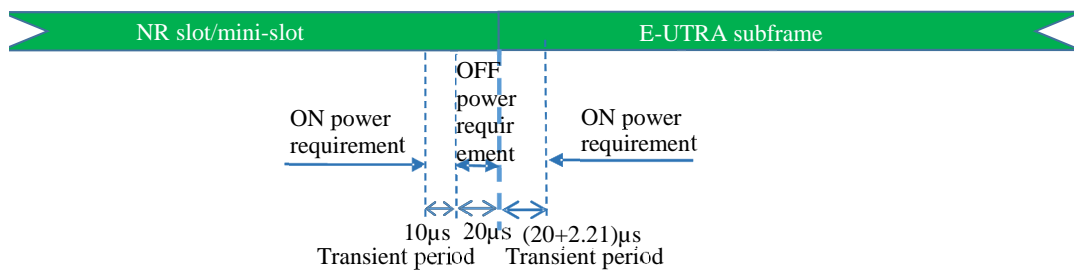 NR slot/mini-slot
E-UTRA subframe
OFF
power
requir
ement
ON power
requirement
ON power
requirement
10µs
20µs
(20+2.21)µs
Transient period
Transient period